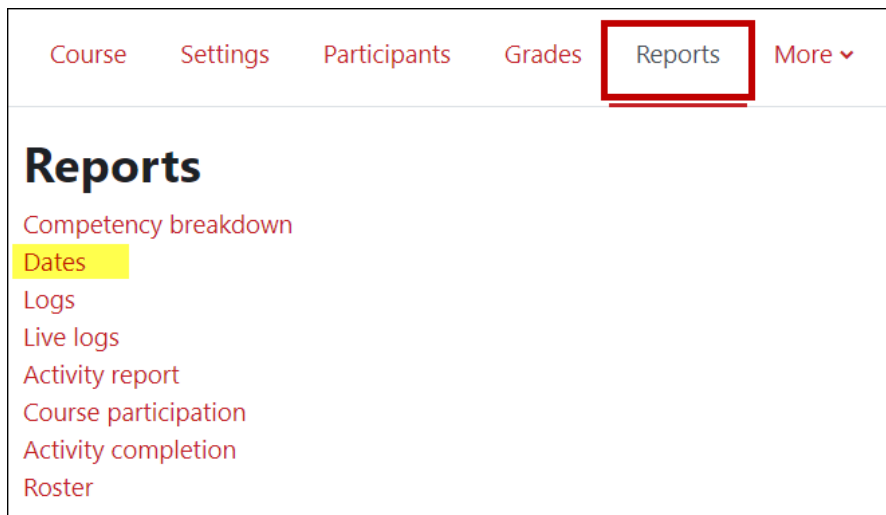 Course Settings Participants Grades Reports More
Reports
Competency breakdown
Dates
Logs
Live logs
Activity report
Course participation
Activity completion
Roster